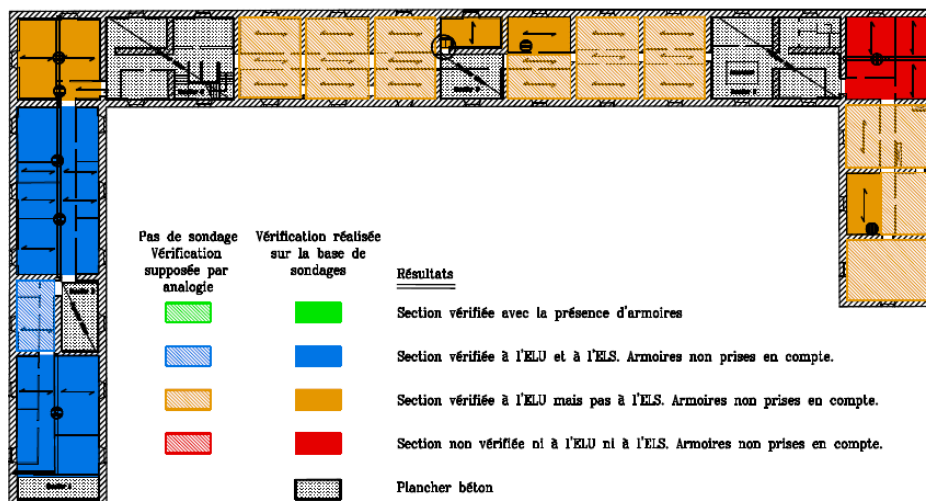 Pas de sondage
Vérification
supposée par
analogie
Vérification réalisée
sur la base de
sondages
Résultats
Section vérifiée avec la présence d'armoires
Section vérifiée à l'ELU et à l'ELS. Armoires non prises en compte.
Section vérifiée à l'ELU mais pas à l'ELS. Armoires non prises en compte.
Section non vérifiée ni à l'ELU ni à l'ELS. Armoires non prises en compte.
Plancher béton